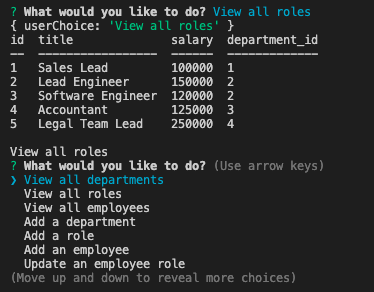 ? What would you like to do? View all roles
{ userChoice: 'View all roles' }
id  title              salary  department_id
--  -----------------  ------  -------------
1   Sales Lead         100000  1
2   Lead Engineer      150000  2
3   Software Engineer  120000  2
4   Accountant         125000  3
5   Legal Team Lead    250000  4
View all roles
? What would you like to do? (Use arrow keys)
❯ View all departments
  View all roles
  View all employees
  Add a department
  Add a role
  Add an employee
  Update an employee role
(Move up and down to reveal more choices)